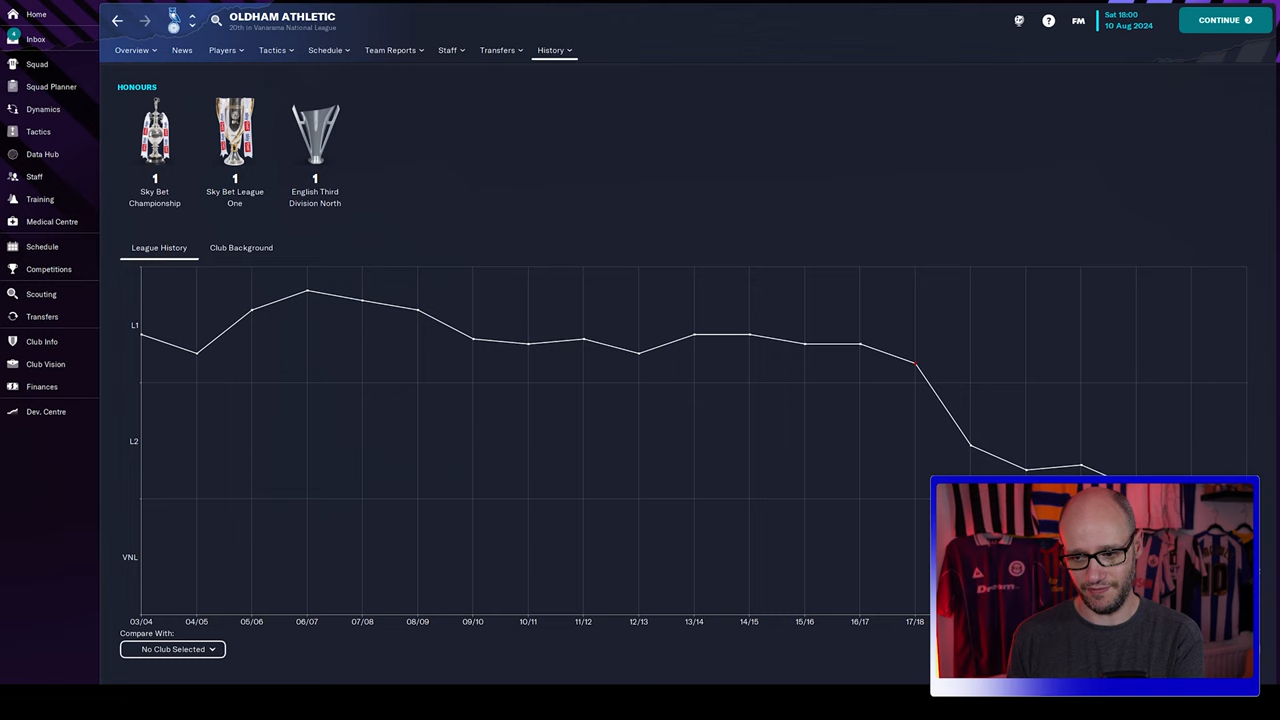 Home
4
Inbox
Squad
Squad Planner
Dynamics
Tactics
Data Hub
Staff
Training
Medical Centre
Schedule
Competitions
Scouting
Transfers
Club Info
Club Vision
Finances
Dev. Centre
OLDHAM ATHLETIC
20th in Vanarama National League
FM
Sat 18:00
10 Aug 2024
CONTINUE
Overview
News
Players
Tactics
Schedule
Team Reports
Staff
Transfers
History
HONOURS
1
Sky Bet
Championship
1
Sky Bet League
One
1
English Third
Division North
League History
Club Background
L1
L2
VNL
03/04 04/05 05/06 06/07 07/08 08/09 09/10 10/11 11/12 12/13 13/14 14/15 15/16 16/17 17/18
Compare With:
No Club Selected
Dream
10